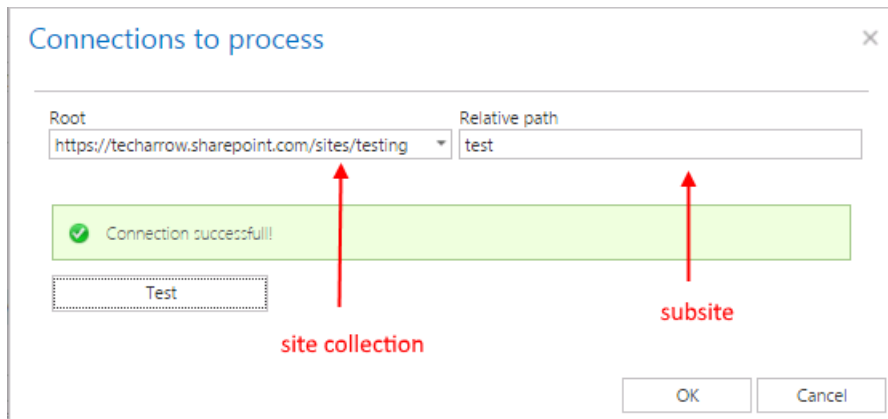 Connections to process
Root Relative path
https://techarrow.sharepoint.com/sites/testing test
Connection successfull!
Test
subsite
site collection
OK Cancel